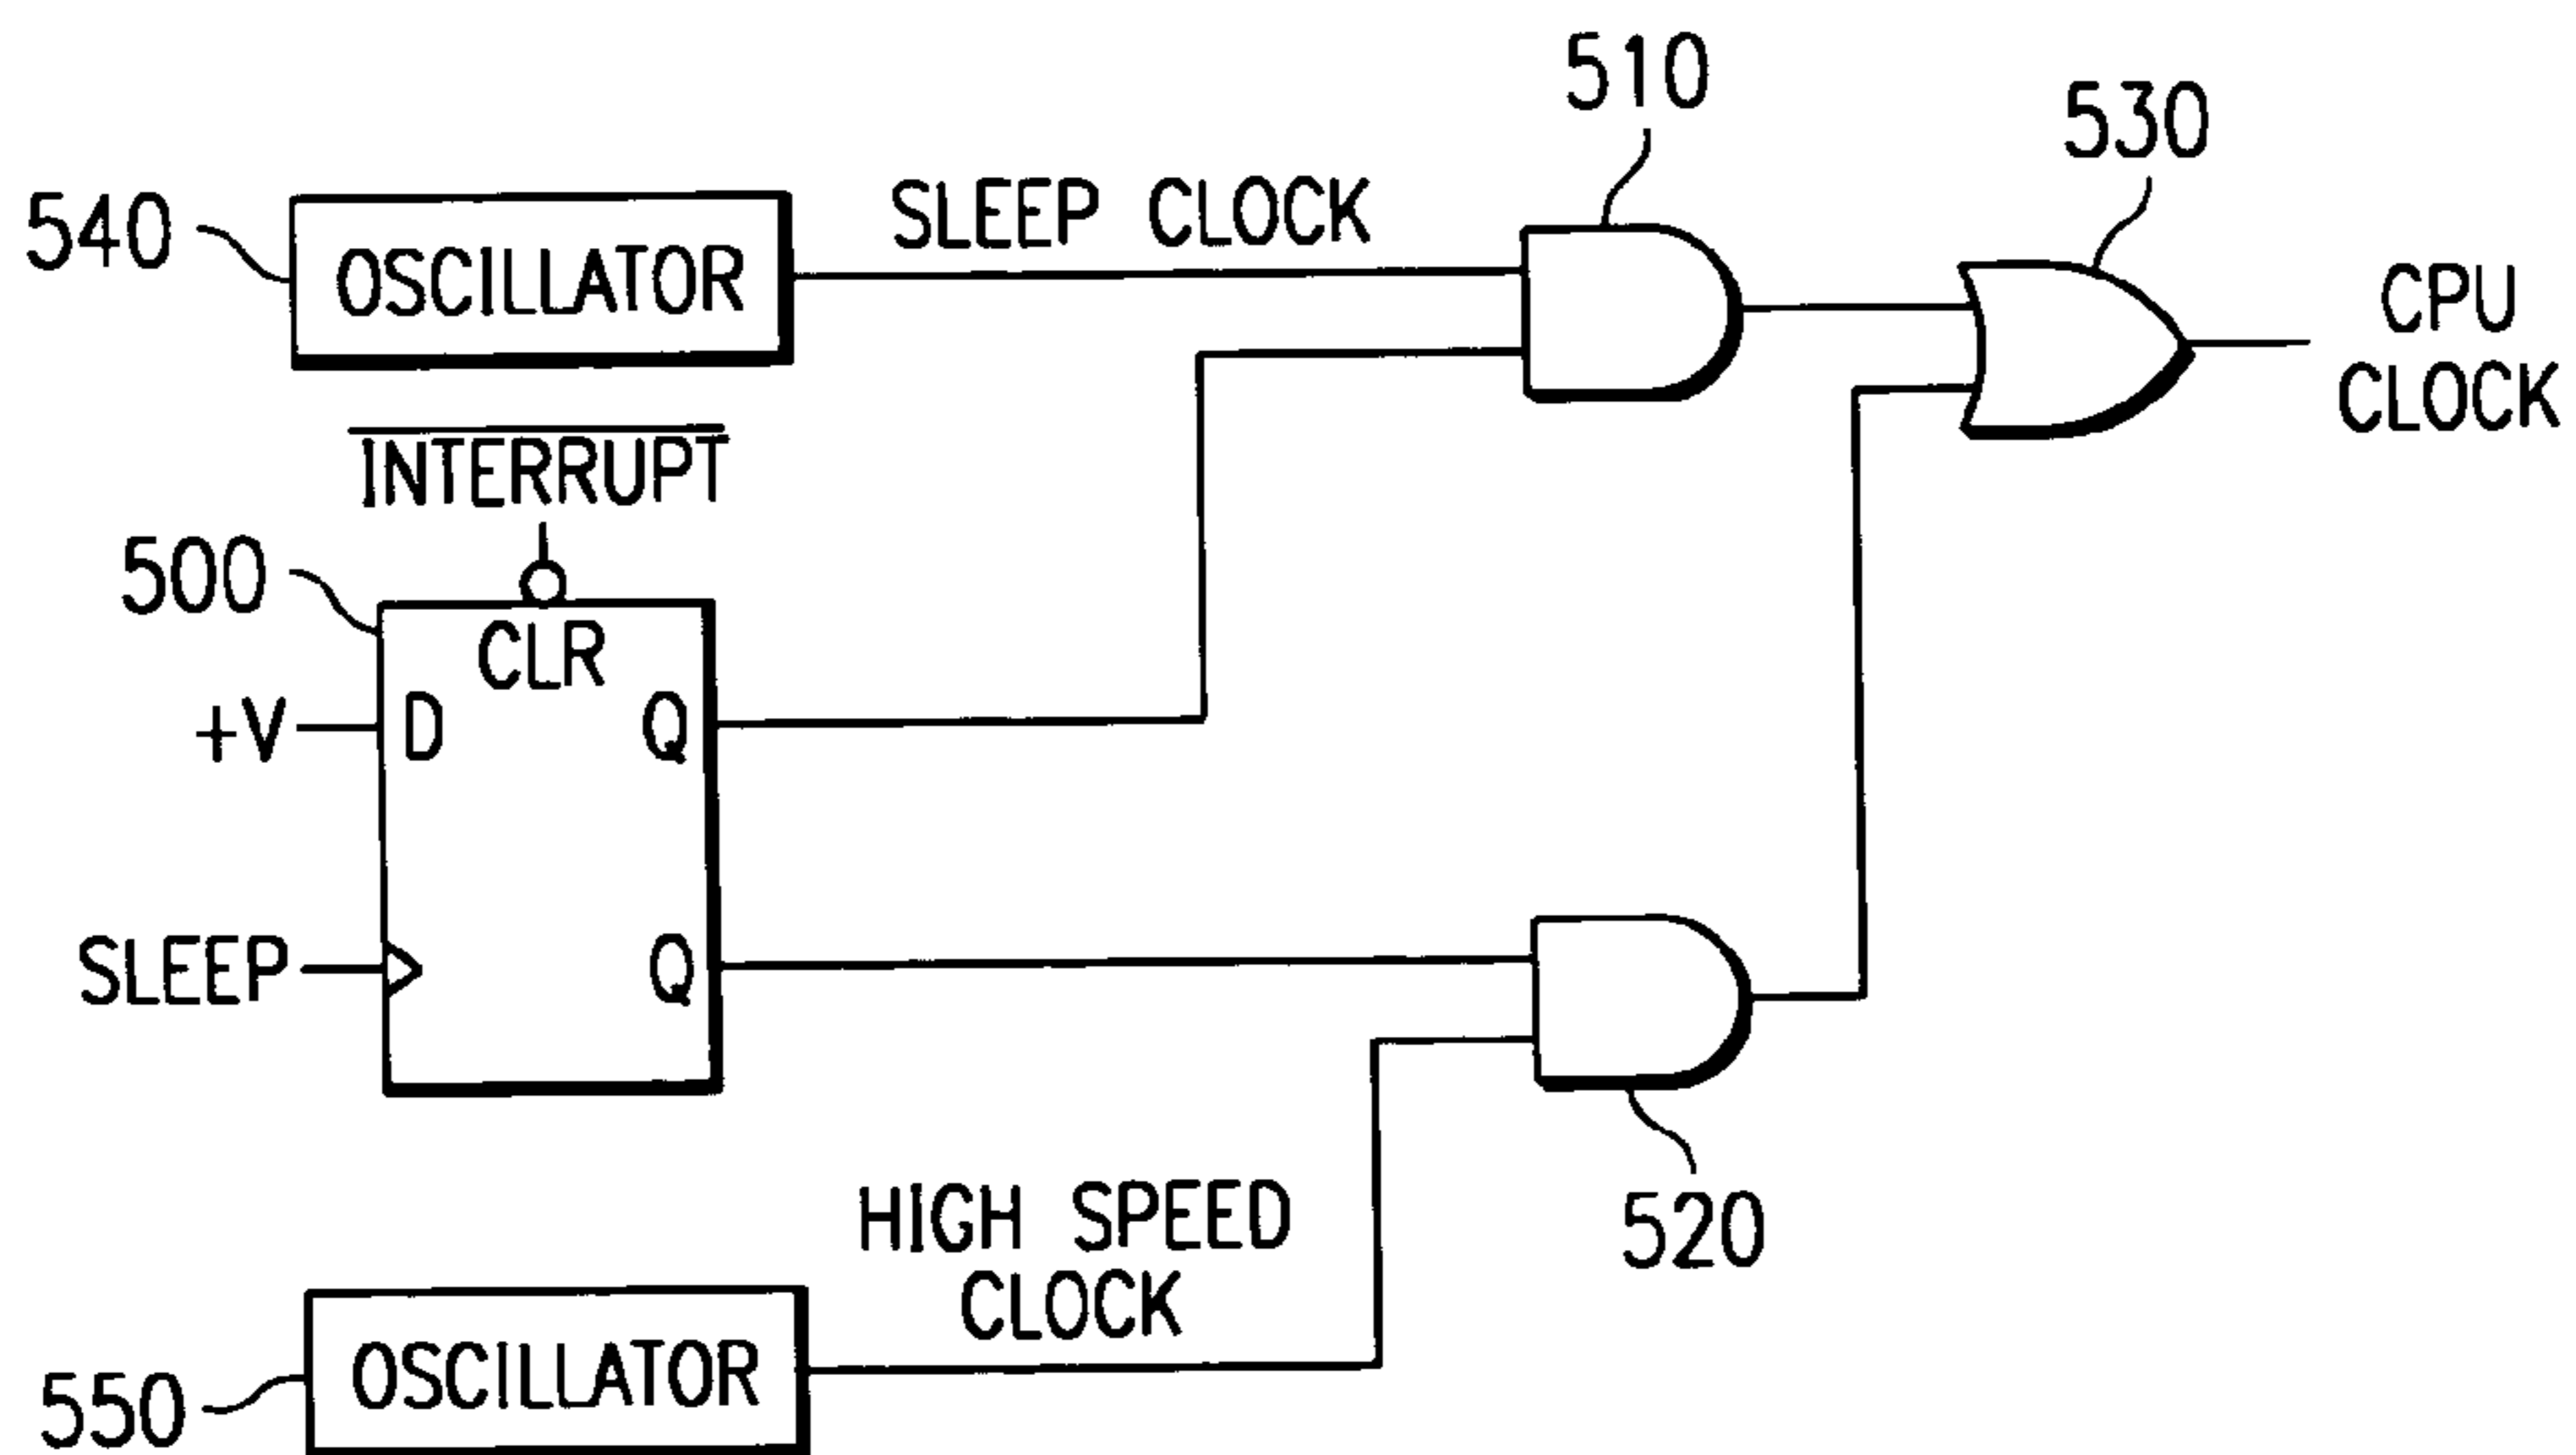 510
530
540
OSCILLATOR
SLEEP CLOCK
CPU
CLOCK
INTERRUPT
500
CLR
+V
D
Q
SLEEP
Q
520
HIGH SPEED
CLOCK
550
OSCILLATOR